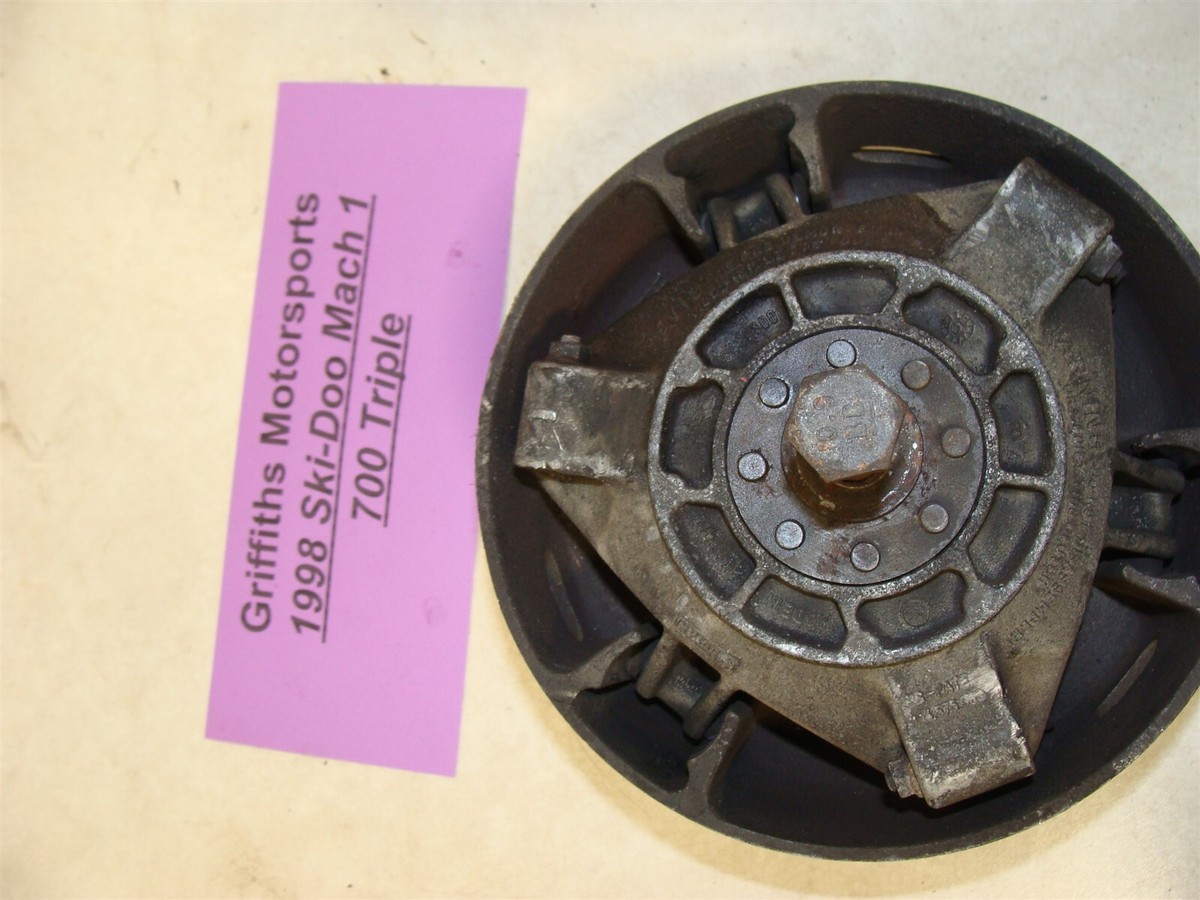 Griffiths Motorsports
1998 Ski-Doo Mach 1
700 Triple